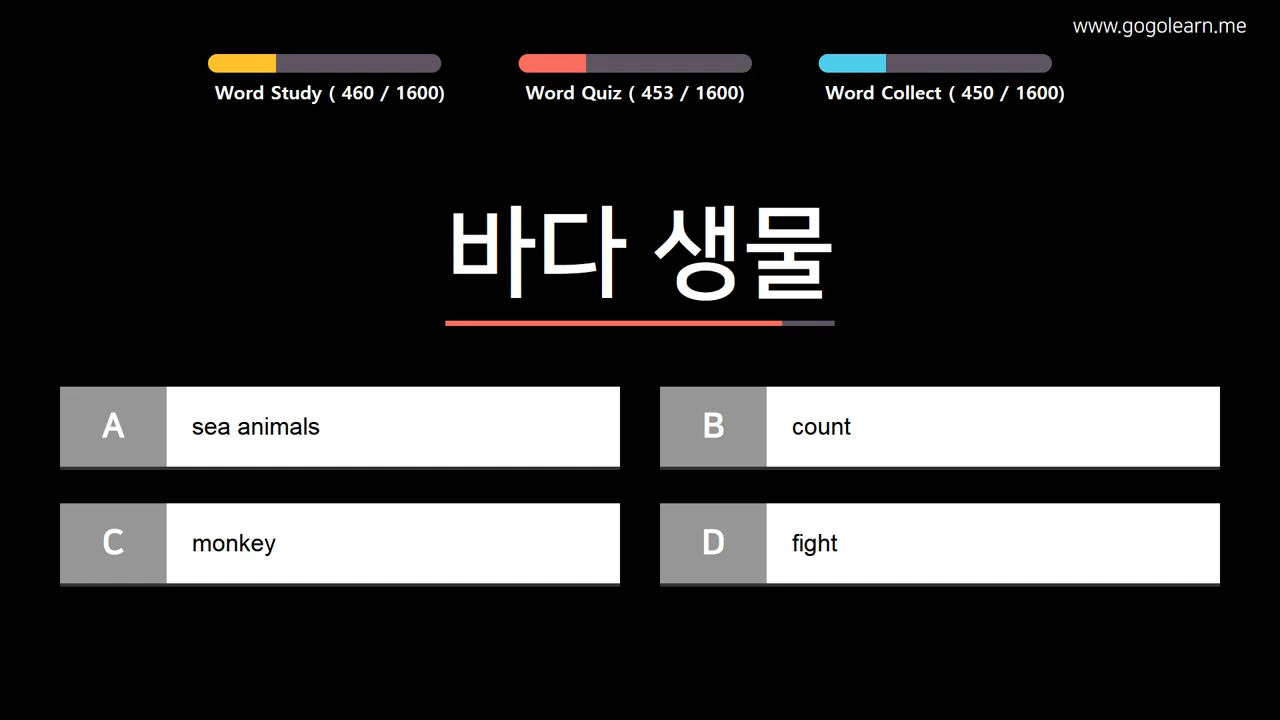 www.gogolearn.me
Word Study ( 460 / 1600)
Word Quiz ( 453 / 1600)
Word Collect ( 450 / 1600)
바다 생물
A sea animals
B count
C monkey
D fight